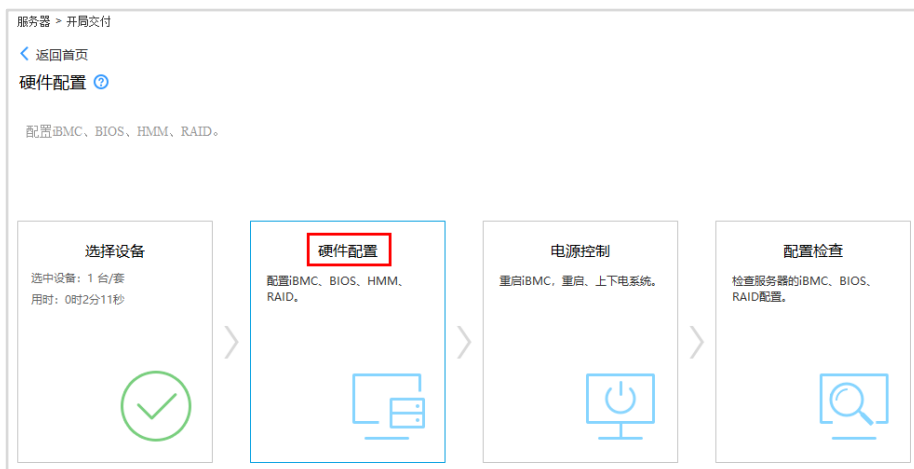 服务器 > 开局交付
返回首页
硬件配置 ?
配置iBMC、BIOS、HMM、RAID。
选择设备
选中设备：1 台/套
用时：0时2分11秒
硬件配置
配置iBMC、BIOS、HMM、
RAID。
电源控制
重启iBMC，重启、上下电系统。
配置检查
检查服务器的iBMC、BIOS、
RAID配置。